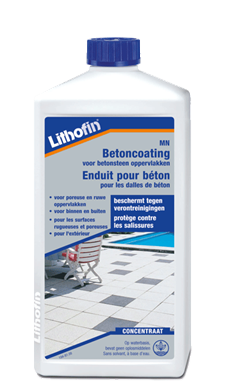 Lithofin®
MN
Betoncoating
voor betonsteen oppervlakken
Enduit pour béton
pour les dalles de béton
• voor poreuse en ruwe
oppervlakken
• voor binnen en buiten
• pour les surfaces
rugueuses et poreuses
• pour l'extérieur
beschermt tegen
verontreinigingen
protège contre
les salissures
Lithofin
CONCENTRAAT
Op waterbasis,
bevat geen oplosmiddelen
Sans solvant, à base d'eau.